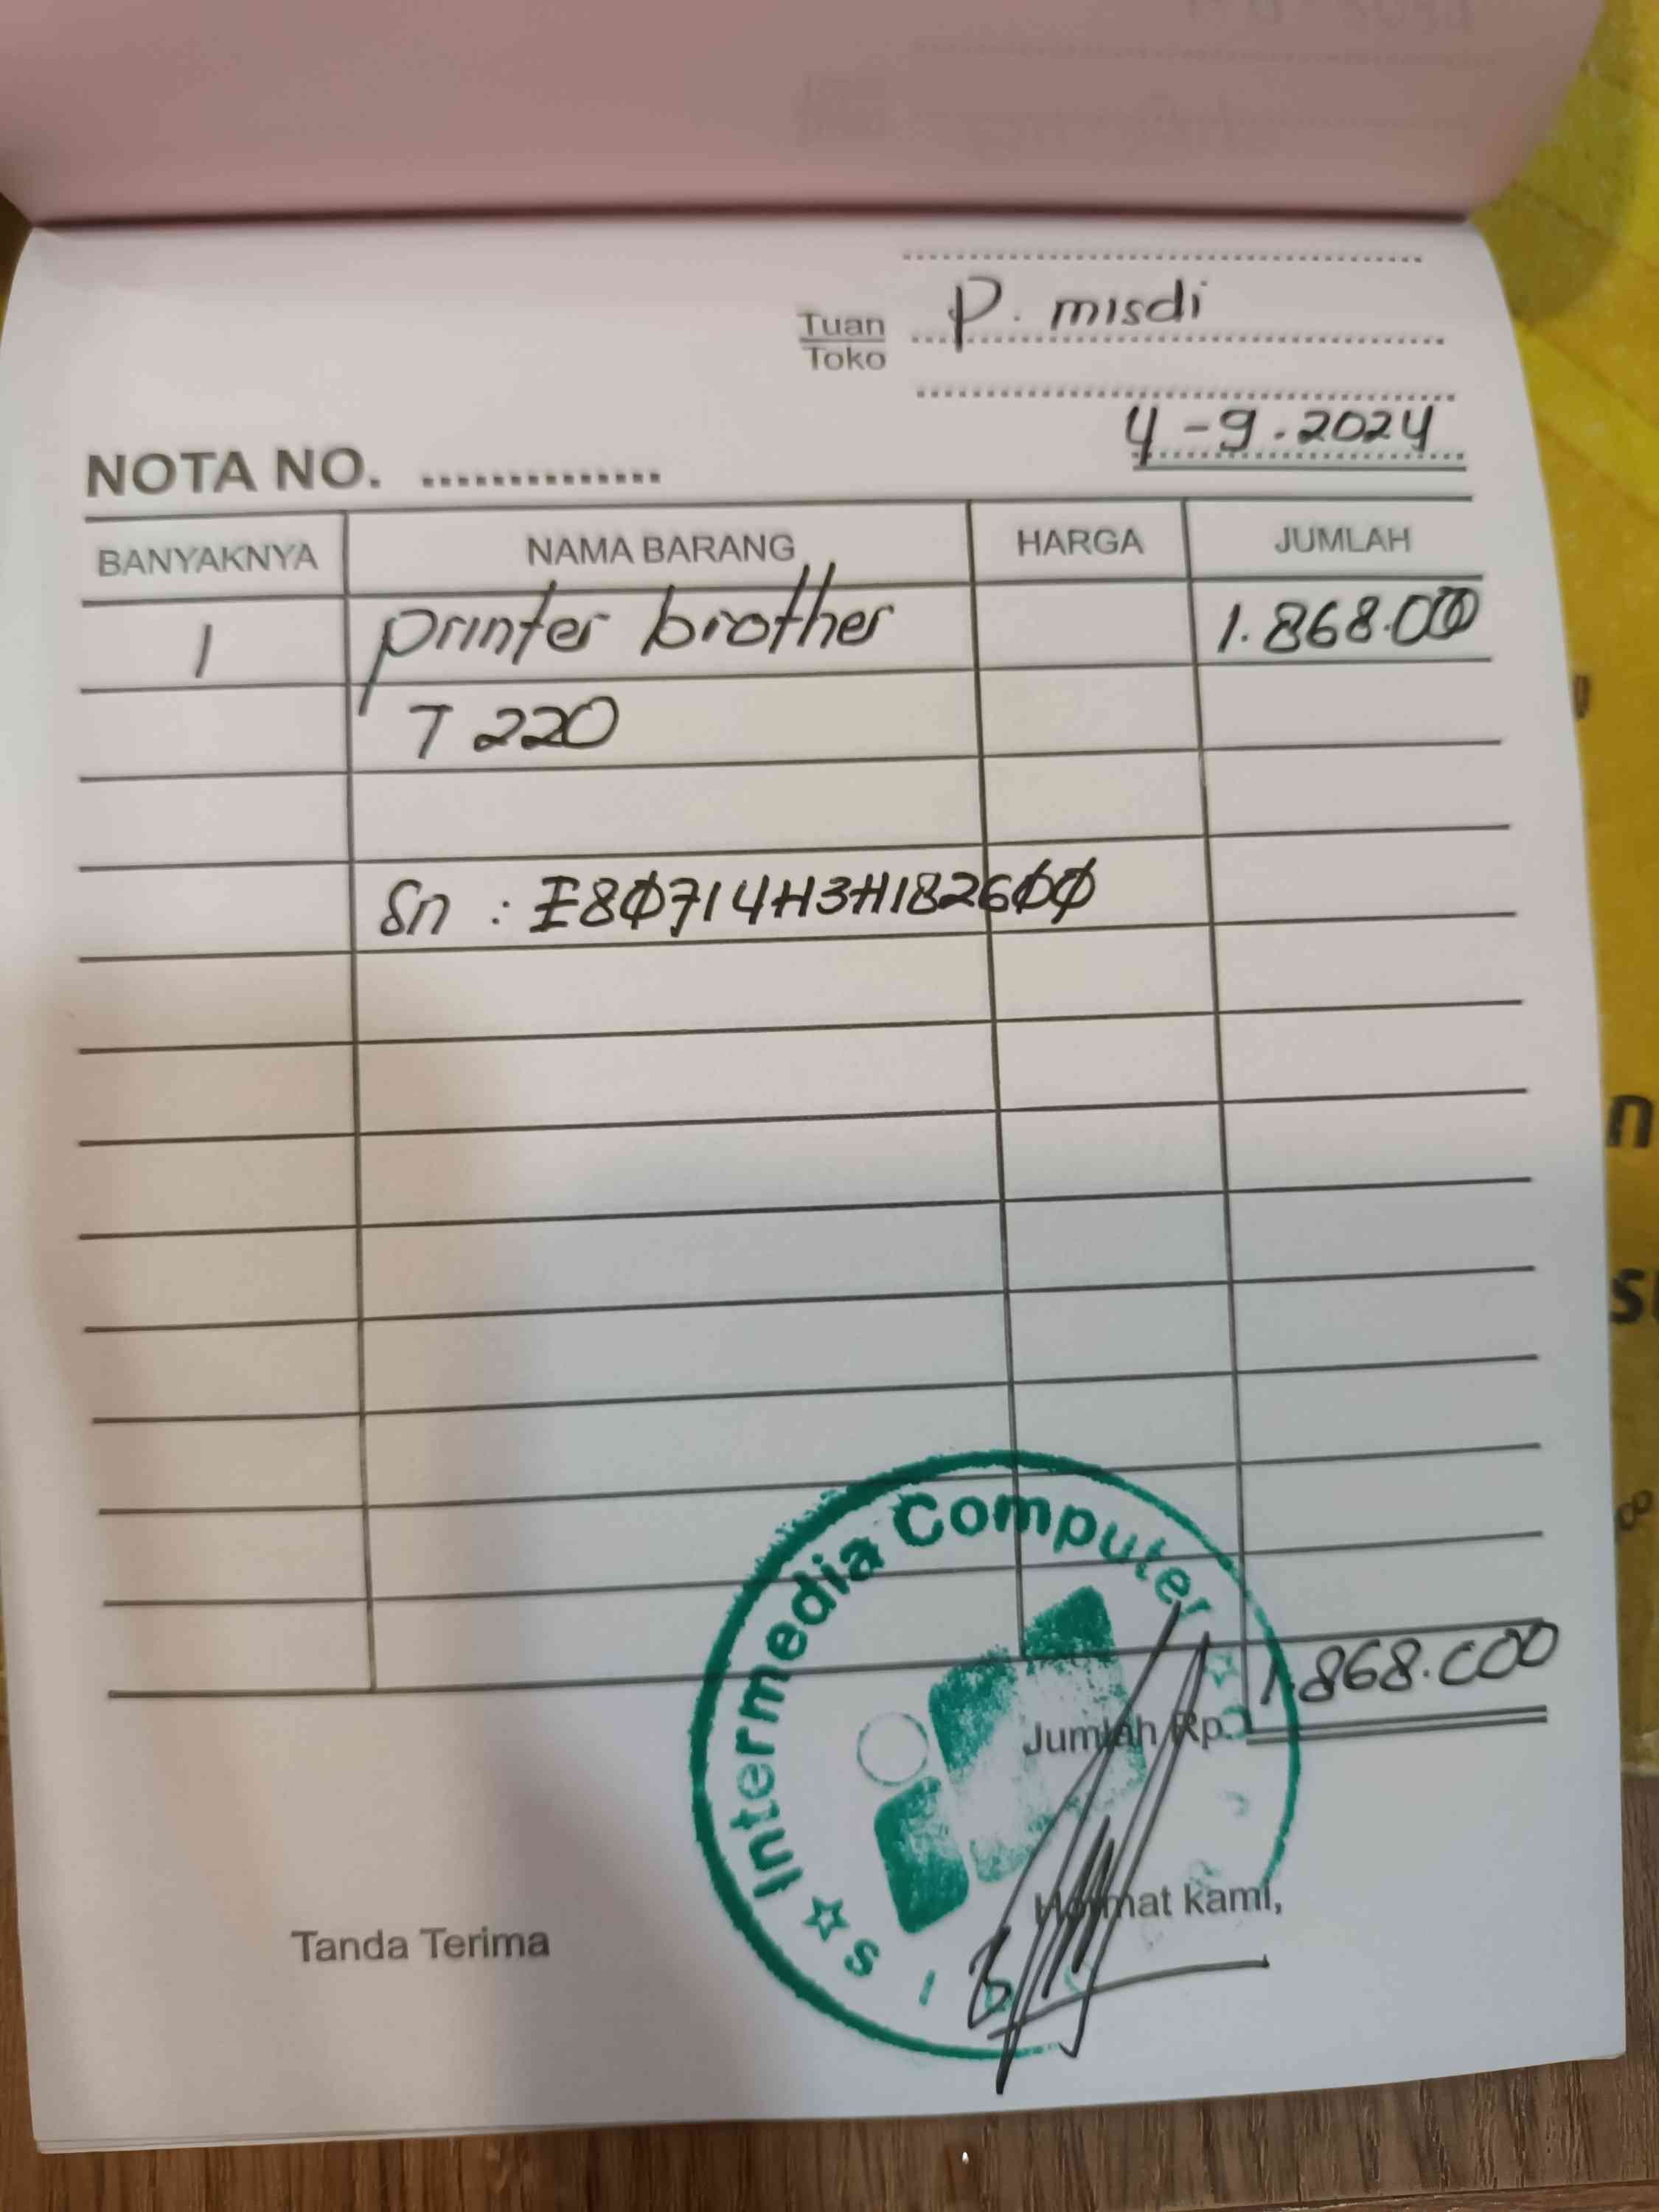 P. misdi
Tuan
Toko
4-9.2024
NOTA NO. ..............
BANYAKNYA NAMA BARANG HARGA JUMLAH
1 printer brother 1.868.000
T 220
Sn : E80714H3H182600
Intermedia Computer
1.868.000
Jumlah Rp.
Hormat kami,
Tanda Terima